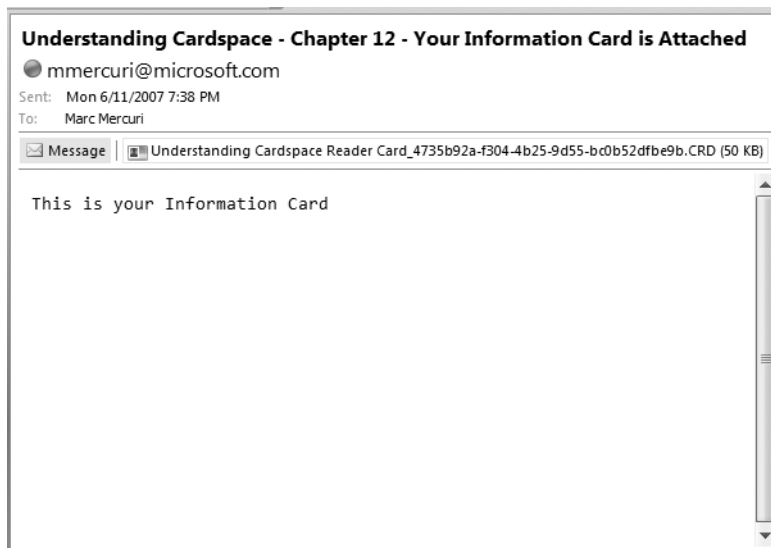 Understanding Cardspace - Chapter 12 - Your Information Card is Attached
mmercuri@microsoft.com
Sent: Mon 6/11/2007 7:38 PM
To: Marc Mercuri
Message Understanding Cardspace Reader Card_4735b92a-f304-4b25-9d55-bc0b52dfbe9b.CRD (50 KB)
This is your Information Card